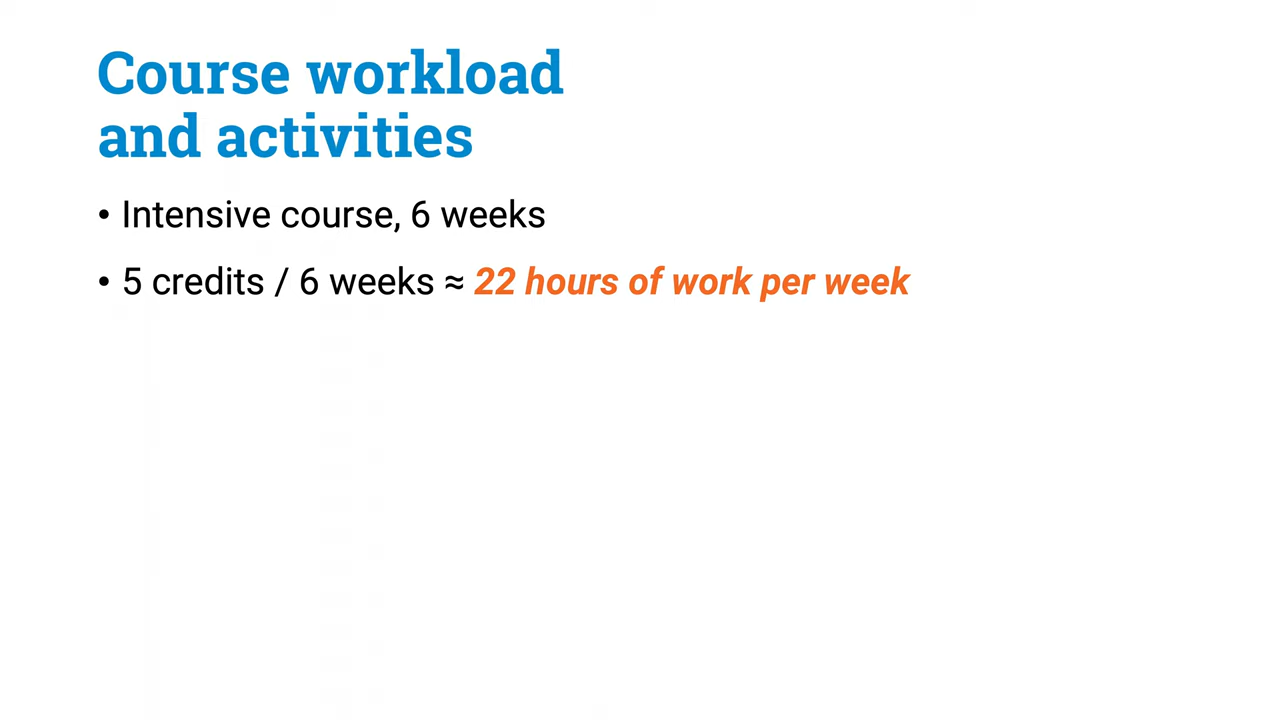 Course workload
and activities
• Intensive course, 6 weeks
• 5 credits / 6 weeks ≈ 22 hours of work per week